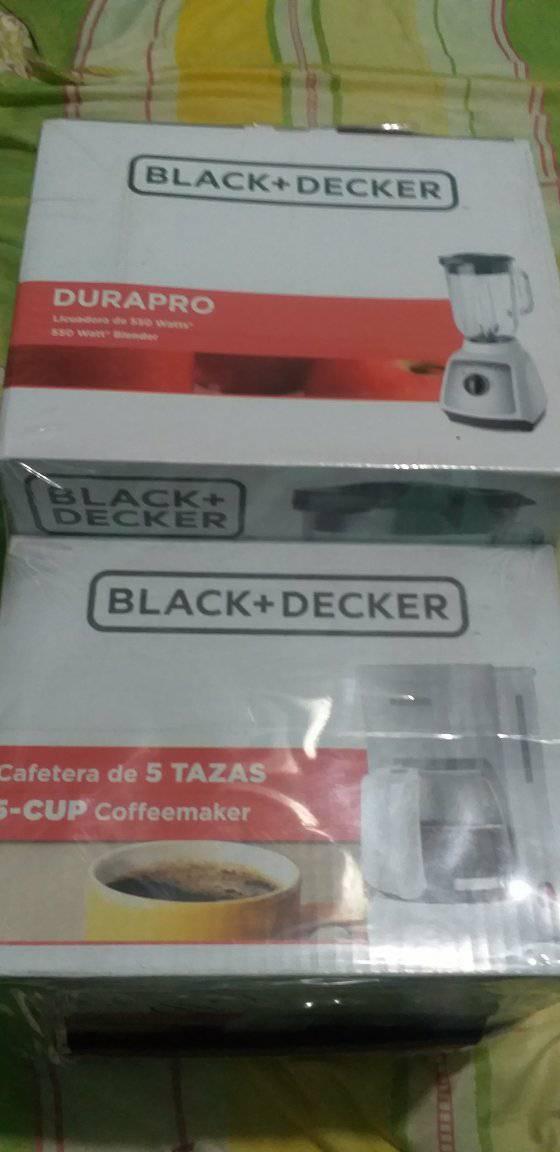 BLACK+DECKER
DURAPRO
Licuadora de 550 Watts*
550 Watt* Blender
BLACK+
DECKER
BLACK+DECKER
Cafetera de 5 TAZAS
5-CUP Coffeemaker